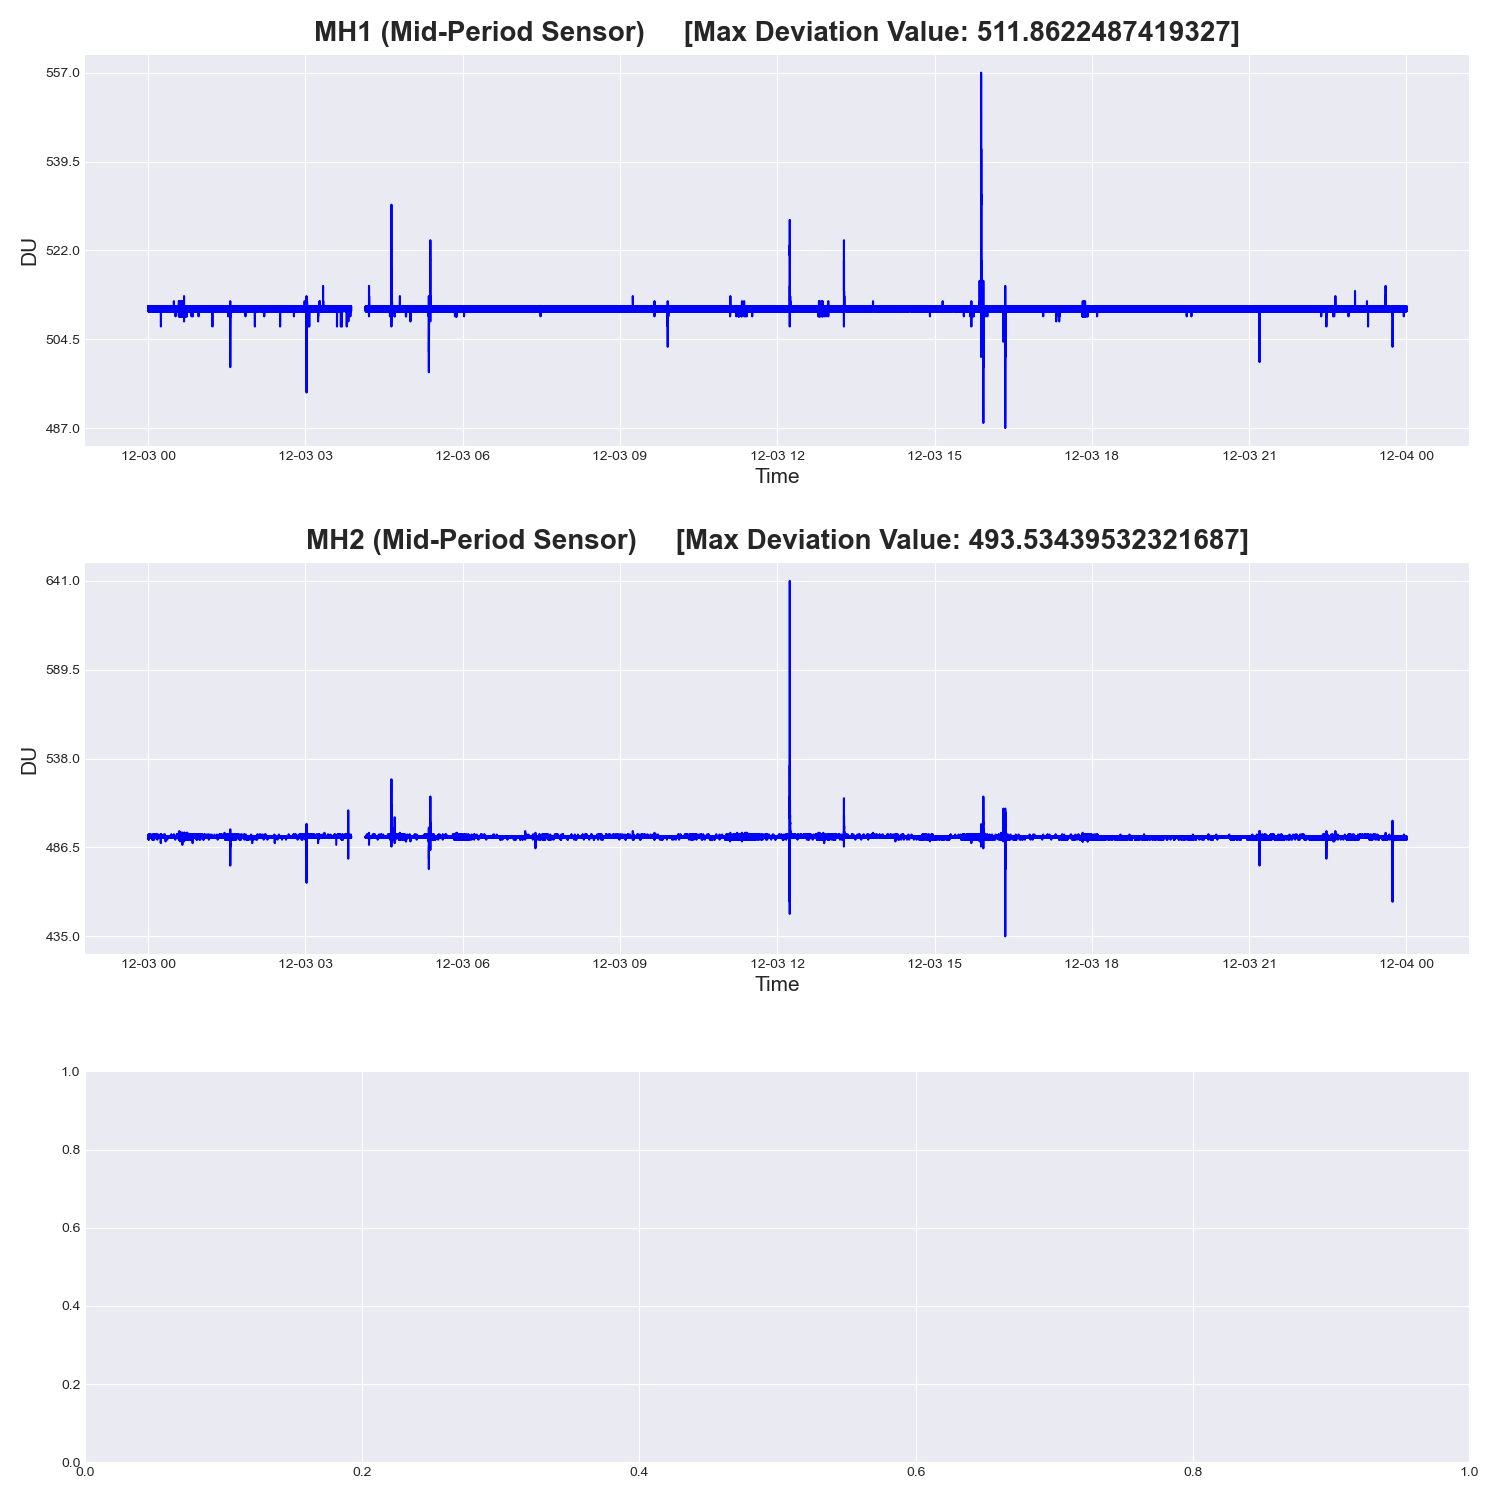 MH1 (Mid-Period Sensor) [Max Deviation Value: 511.8622487419327]
557.0
539.5
522.0
504.5
487.0
DU
12-03 00 12-03 03 12-03 06 12-03 09 12-03 12 12-03 15 12-03 18 12-03 21 12-04 00
Time
MH2 (Mid-Period Sensor) [Max Deviation Value: 493.53439532321687]
641.0
589.5
538.0
486.5
435.0
DU
12-03 00 12-03 03 12-03 06 12-03 09 12-03 12 12-03 15 12-03 18 12-03 21 12-04 00
Time
1.0
0.8
0.6
0.4
0.2
0.0
0.0 0.2 0.4 0.6 0.8 1.0